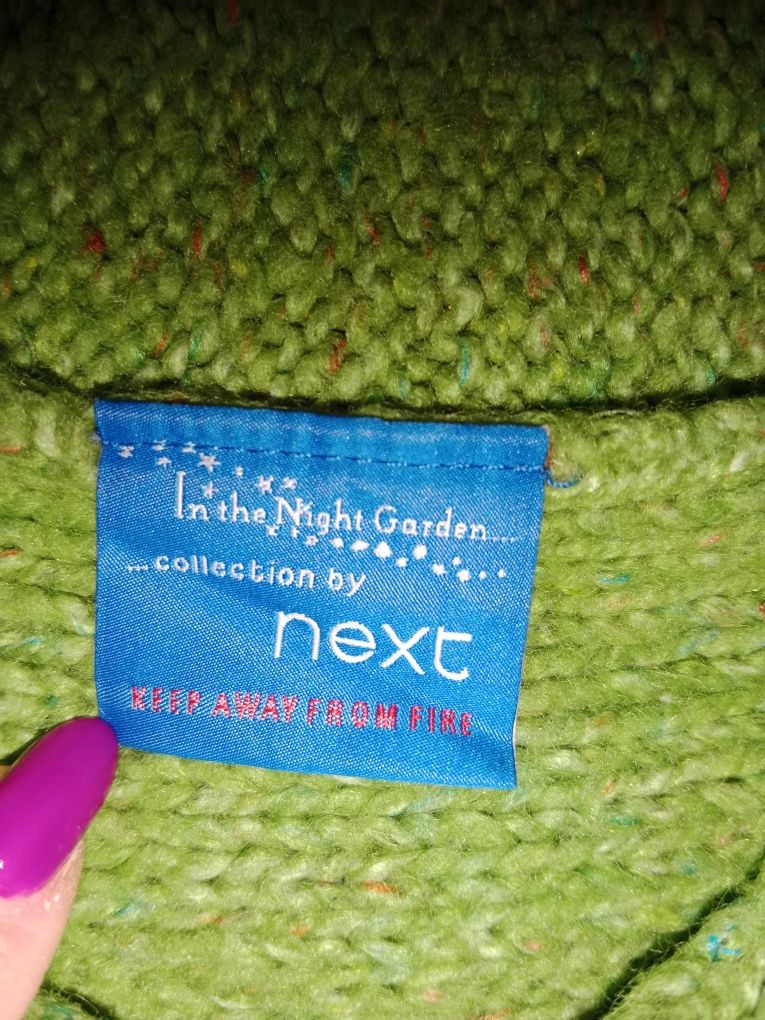 In the Night Garden...
...collection by
next
KEEP AWAY FROM FIRE